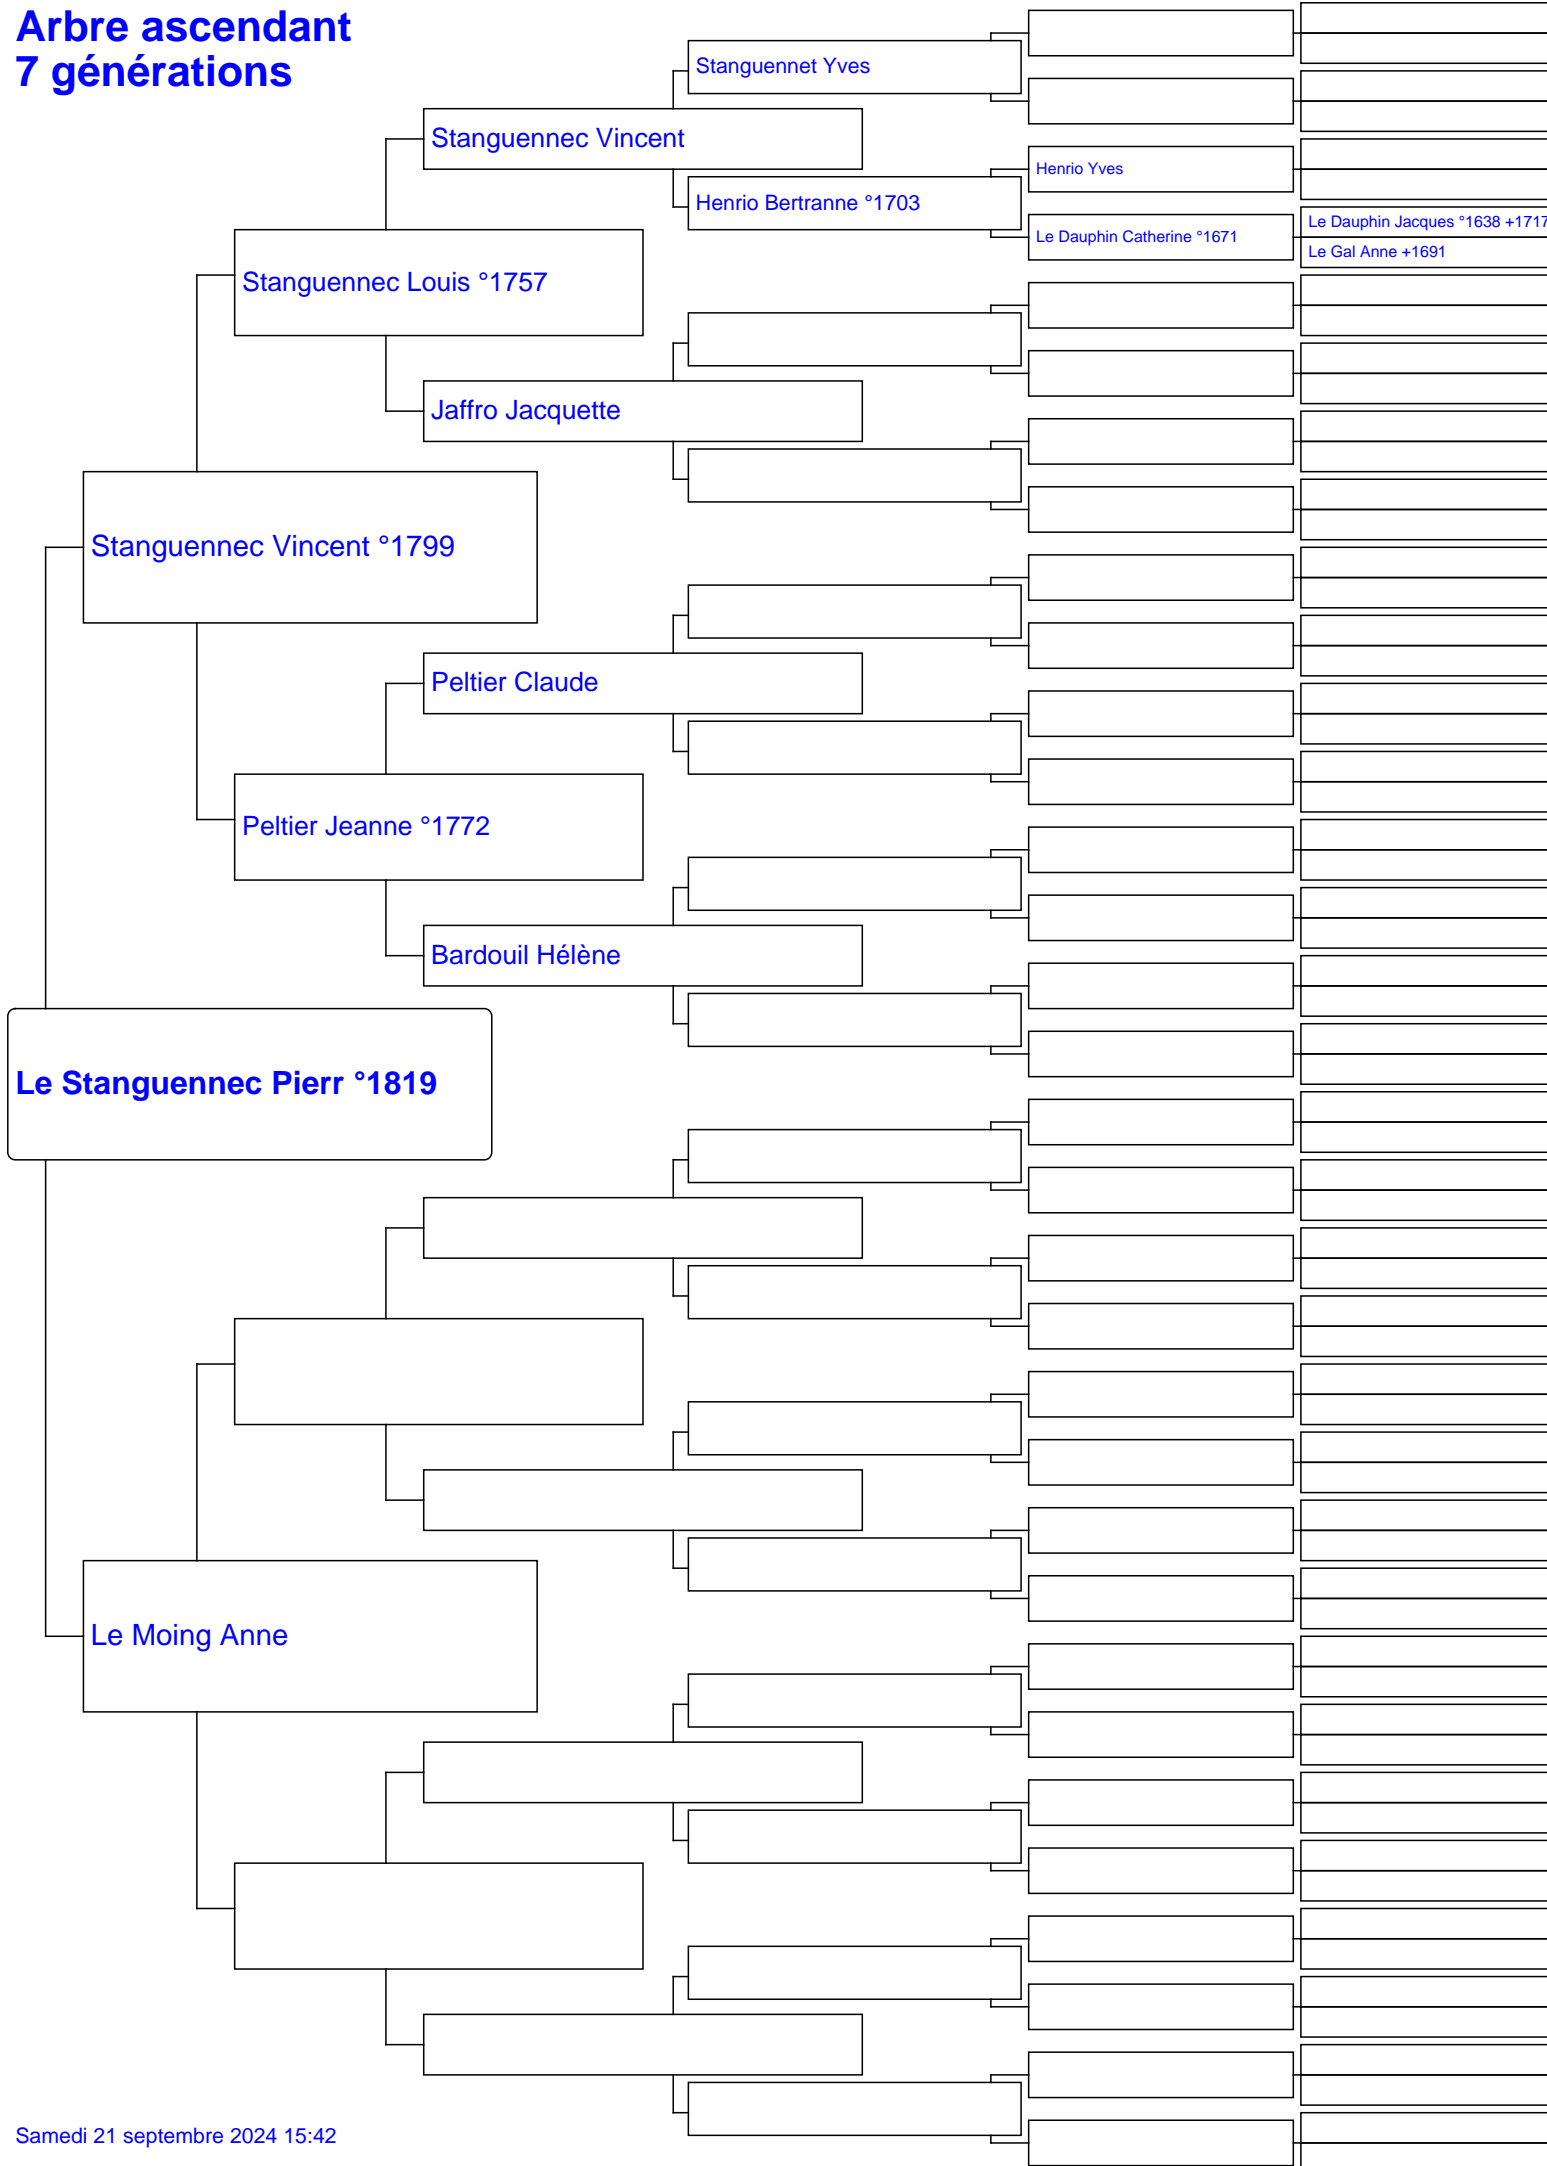 Arbre ascendant
7 générations
Stanguennet Yves
Stanguennec Vincent
Henrio Yves
Henrio Bertranne °1703
Le Dauphin Jacques °1638 +1717
Le Dauphin Catherine °1671
Le Gal Anne +1691
Stanguennec Louis °1757
Jaffro Jacquette
Stanguennec Vincent °1799
Peltier Claude
Peltier Jeanne °1772
Bardouil Hélène
Le Stanguennec Pierr °1819
Le Moing Anne
Samedi 21 septembre 2024 15:42